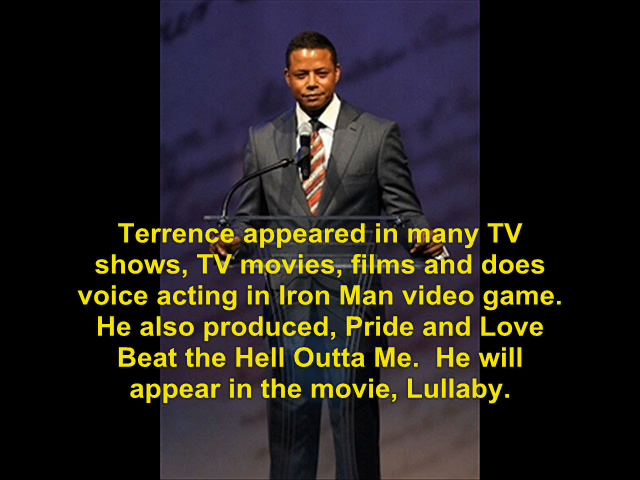 Terrence appeared in many TV
shows, TV movies, films and does
voice acting in Iron Man video game.
He also produced, Pride and Love
Beat the Hell Outta Me.  He will
appear in the movie, Lullaby.